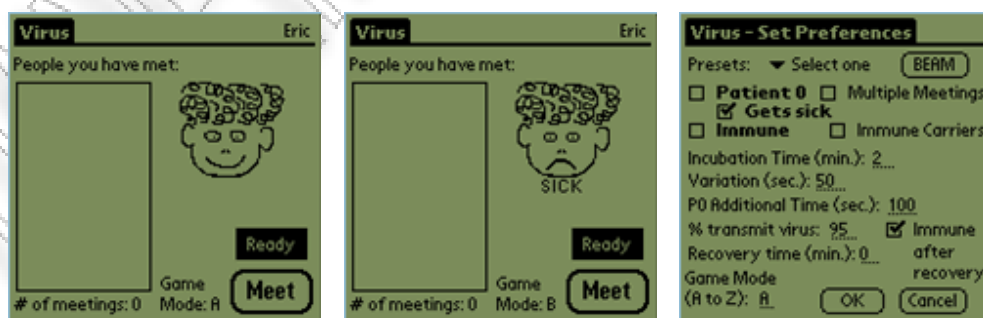 Virus Eric
People you have met:
Ready
Game
# of meetings: 0 Mode: A Meet
Virus Eric
People you have met:
SICK
Ready
Game
# of meetings: 0 Mode: B Meet
Virus - Set Preferences
Presets: Select one BEAM
Patient 0 Multiple Meetings
Gets sick
Immune Immune Carriers
Incubation Time (min.): 2
Variation (sec.): 50
P0 Additional Time (sec.): 100
% transmit virus: 95 Immune
Recovery time (min.): 0 after
Game Mode recovery
(A to Z): A OK Cancel